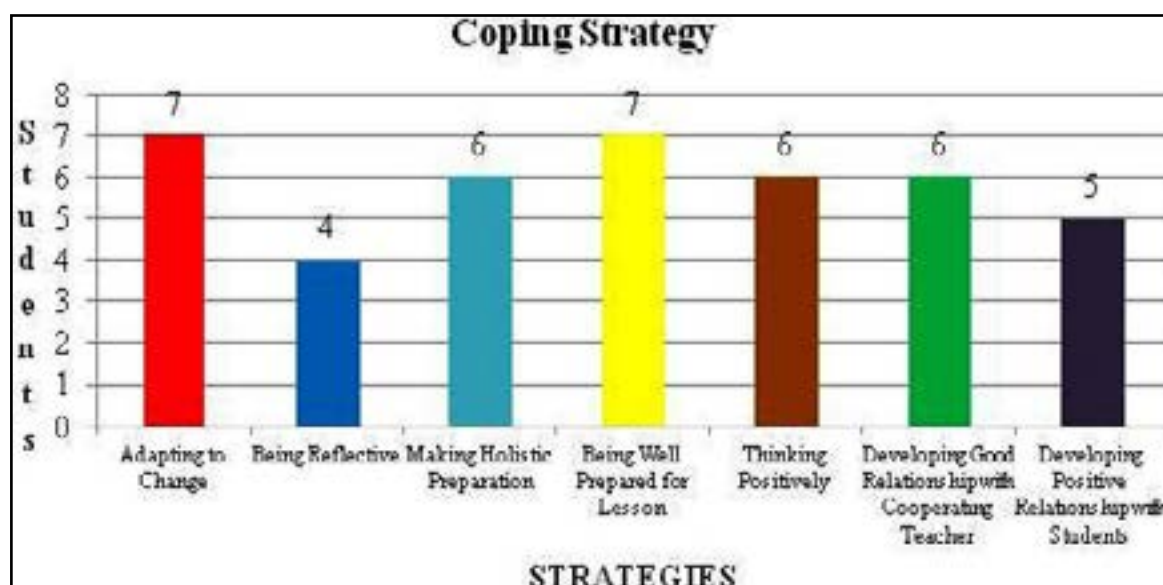 Coping Strategy
Students
8
7
6
5
4
3
2
1
0
7
4
6
7
6
6
5
Adapting to
Change
Being Reflective
Making Holistic
Preparation
Being Well
Prepared for
Lesson
Thinking
Positively
Developing Good
Relationship with
Cooperating
Teacher
Developing
Positive
Relationship with
Students
STRATEGIES